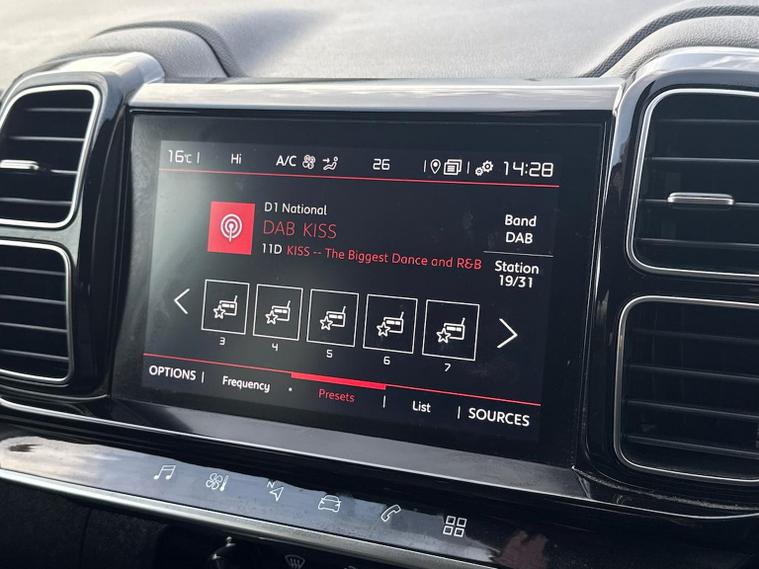 16°C Hi A/C 26 14:28
D1 National
DAB KISS
11D KISS -- The Biggest Dance and R&B
Band
DAB
Station
19/31
3 4 5 6 7
OPTIONS Frequency Presets List SOURCES
N